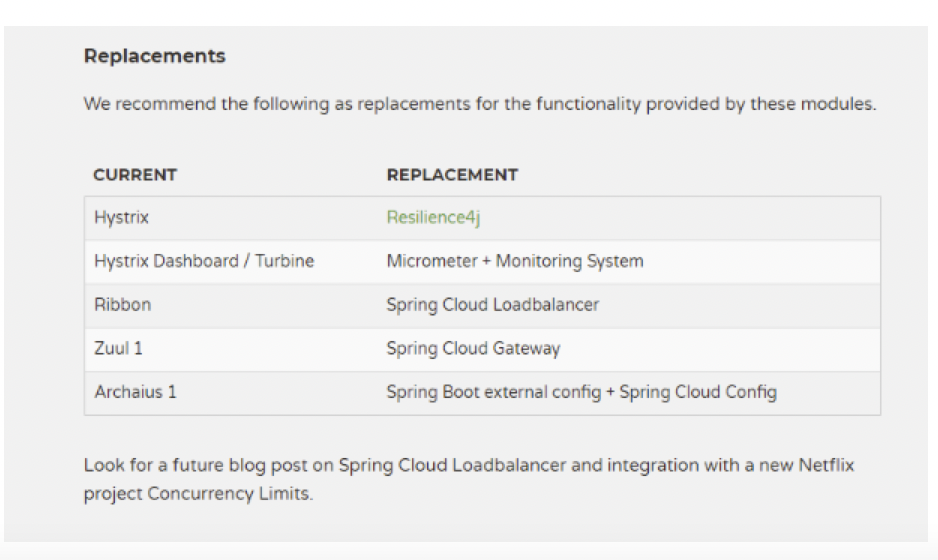 Replacements
We recommend the following as replacements for the functionality provided by these modules.
CURRENT REPLACEMENT
Hystrix Resilience4j
Hystrix Dashboard / Turbine Micrometer + Monitoring System
Ribbon Spring Cloud Loadbalancer
Zuul 1 Spring Cloud Gateway
Archaius 1 Spring Boot external config + Spring Cloud Config
Look for a future blog post on Spring Cloud Loadbalancer and integration with a new Netflix
project Concurrency Limits.